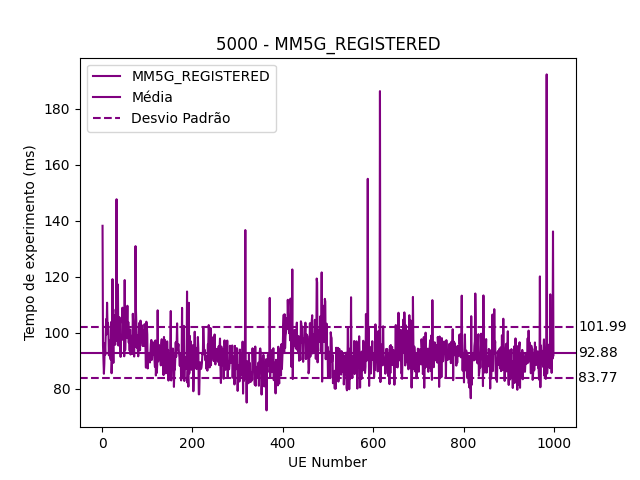 5000 - MM5G_REGISTERED
MM5G_REGISTERED
Média
Desvio Padrão
Tempo de experimento (ms)
180
160
140
120
100
80
101.99
92.88
83.77
0 200 400 600 800 1000
UE Number